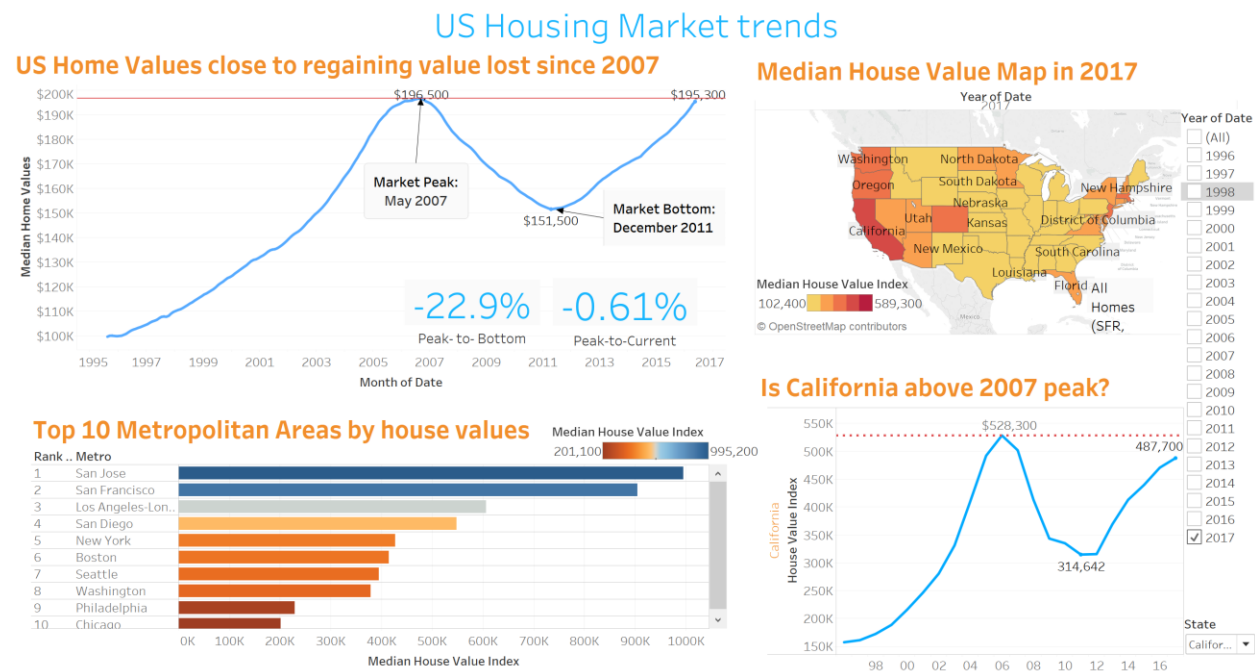 US Housing Market trends
US Home Values close to regaining value lost since 2007
$200K
$190K
$180K
$170K
$160K
$150K
$140K
$130K
$120K
$110K
$100K
Median Home Values
$196,500
$195,300
Market Peak:
May 2007
Market Bottom:
December 2011
$151,500
-22.9%
Peak- to- Bottom
-0.61%
Peak-to-Current
1995 1997 1999 2001 2003 2005 2007 2009 2011 2013 2015 2017
Month of Date
Median House Value Map in 2017
Year of Date
2017
Washington
North Dakota
Oregon
South Dakota
New Hampshire
Nebraska
Utah
Kansas
District of Columbia
California
New Mexico
South Carolina
Louisiana
Florid
All
Homes
(SFR,
Mexico
Median House Value Index
102,400 589,300
© OpenStreetMap contributors
Year of Date
(All)
1996
1997
1998
1999
2000
2001
2002
2003
2004
2005
2006
2007
2008
2009
2010
2011
2012
2013
2014
2015
2016
2017
State
Califor...
Top 10 Metropolitan Areas by house values
Median House Value Index
201,100 995,200
Rank .. Metro
1 San Jose
2 San Francisco
3 Los Angeles-Lon..
4 San Diego
5 New York
6 Boston
7 Seattle
8 Washington
9 Philadelphia
10 Chicago
0K 100K 200K 300K 400K 500K 600K 700K 800K 900K 1000K
Median House Value Index
Is California above 2007 peak?
550K
500K
450K
400K
350K
300K
250K
200K
150K
California
House Value Index
$528,300
487,700
314,642
98 00 02 04 06 08 10 12 14 16